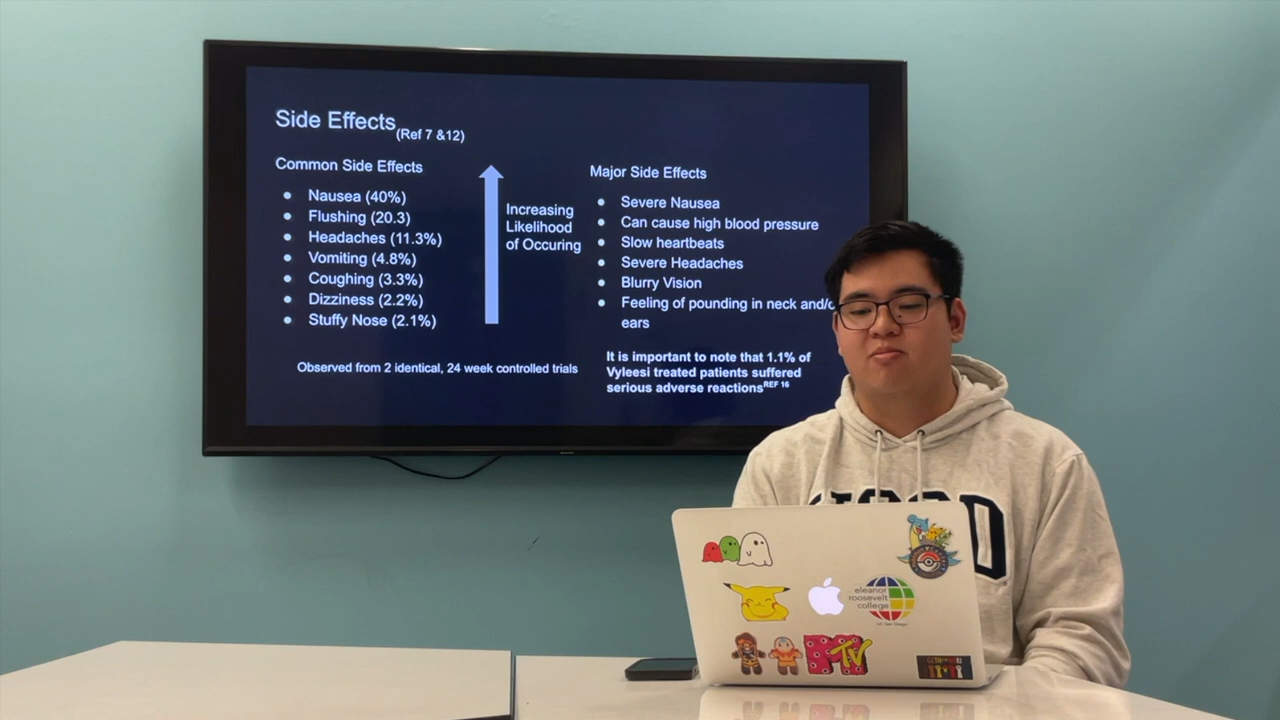 Side Effects(Ref 7 &12)
Common Side Effects
Nausea (40%)
Flushing (20.3)
Headaches (11.3%)
Vomiting (4.8%)
Coughing (3.3%)
Dizziness (2.2%)
Stuffy Nose (2.1%)
Increasing
Likelihood
of Occuring
Observed from 2 identical, 24 week controlled trials
Major Side Effects
Severe Nausea
Can cause high blood pressure
Slow heartbeats
Severe Headaches
Blurry Vision
Feeling of pounding in neck and/o
ears
It is important to note that 1.1% of
Vyleesi treated patients suffered
serious adverse reactionsREF 16
eleanor
roosevelt
college
UC San Diego
MTV